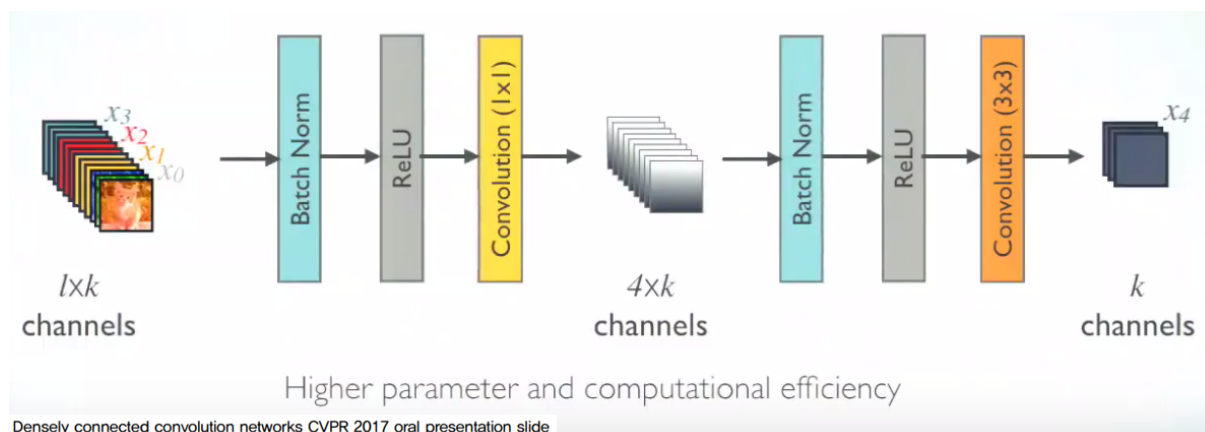 x3
x2
x1
x0
Batch Norm
ReLU
Convolution (1x1)
Batch Norm
ReLU
Convolution (3x3)
x4
l×k
channels
4×k
channels
k
channels
Higher parameter and computational efficiency
Densely connected convolution networks CVPR 2017 oral presentation slide